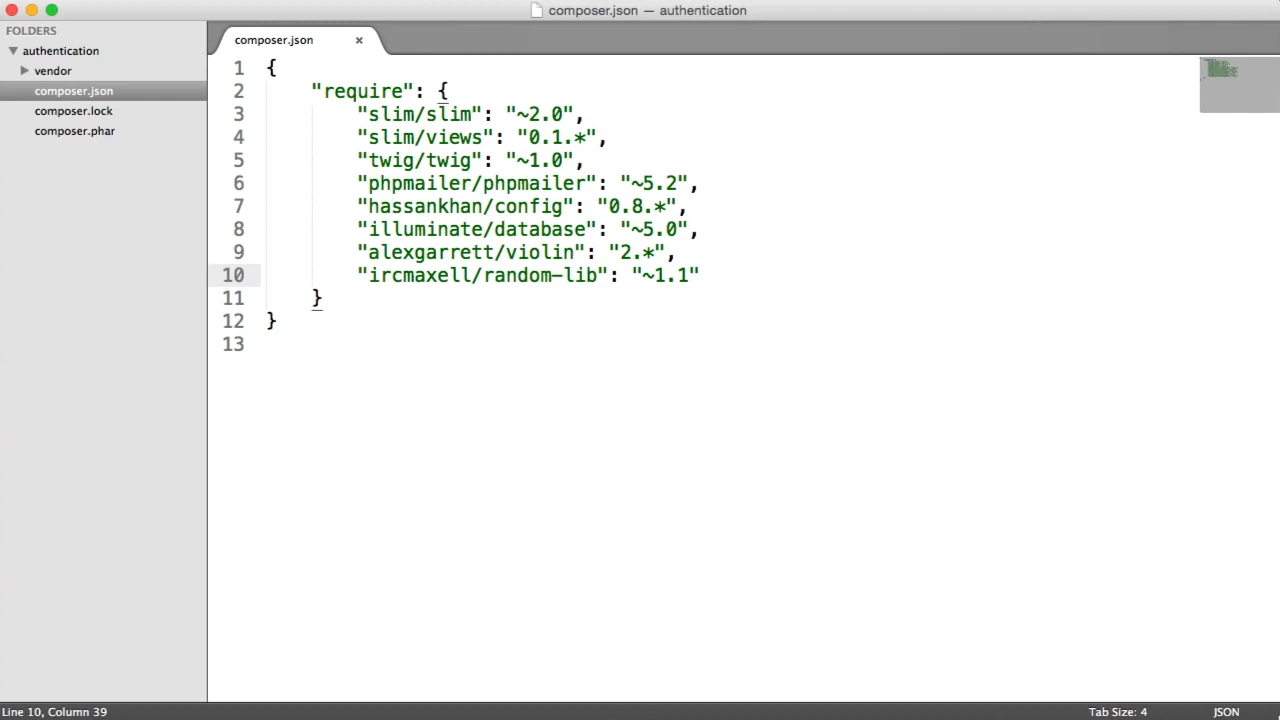 composer.json — authentication
FOLDERS
authentication
vendor
composer.json
composer.lock
composer.phar
composer.json ×
1 {
2     "require": {
3         "slim/slim": "~2.0",
4         "slim/views": "0.1.*",
5         "twig/twig": "~1.0",
6         "phpmailer/phpmailer": "~5.2",
7         "hassankhan/config": "0.8.*",
8         "illuminate/database": "~5.0",
9         "alexgarrett/violin": "2.*",
10         "ircmaxell/random-lib": "~1.1"
11     }
12 }
13
Line 10, Column 39
Tab Size: 4
JSON